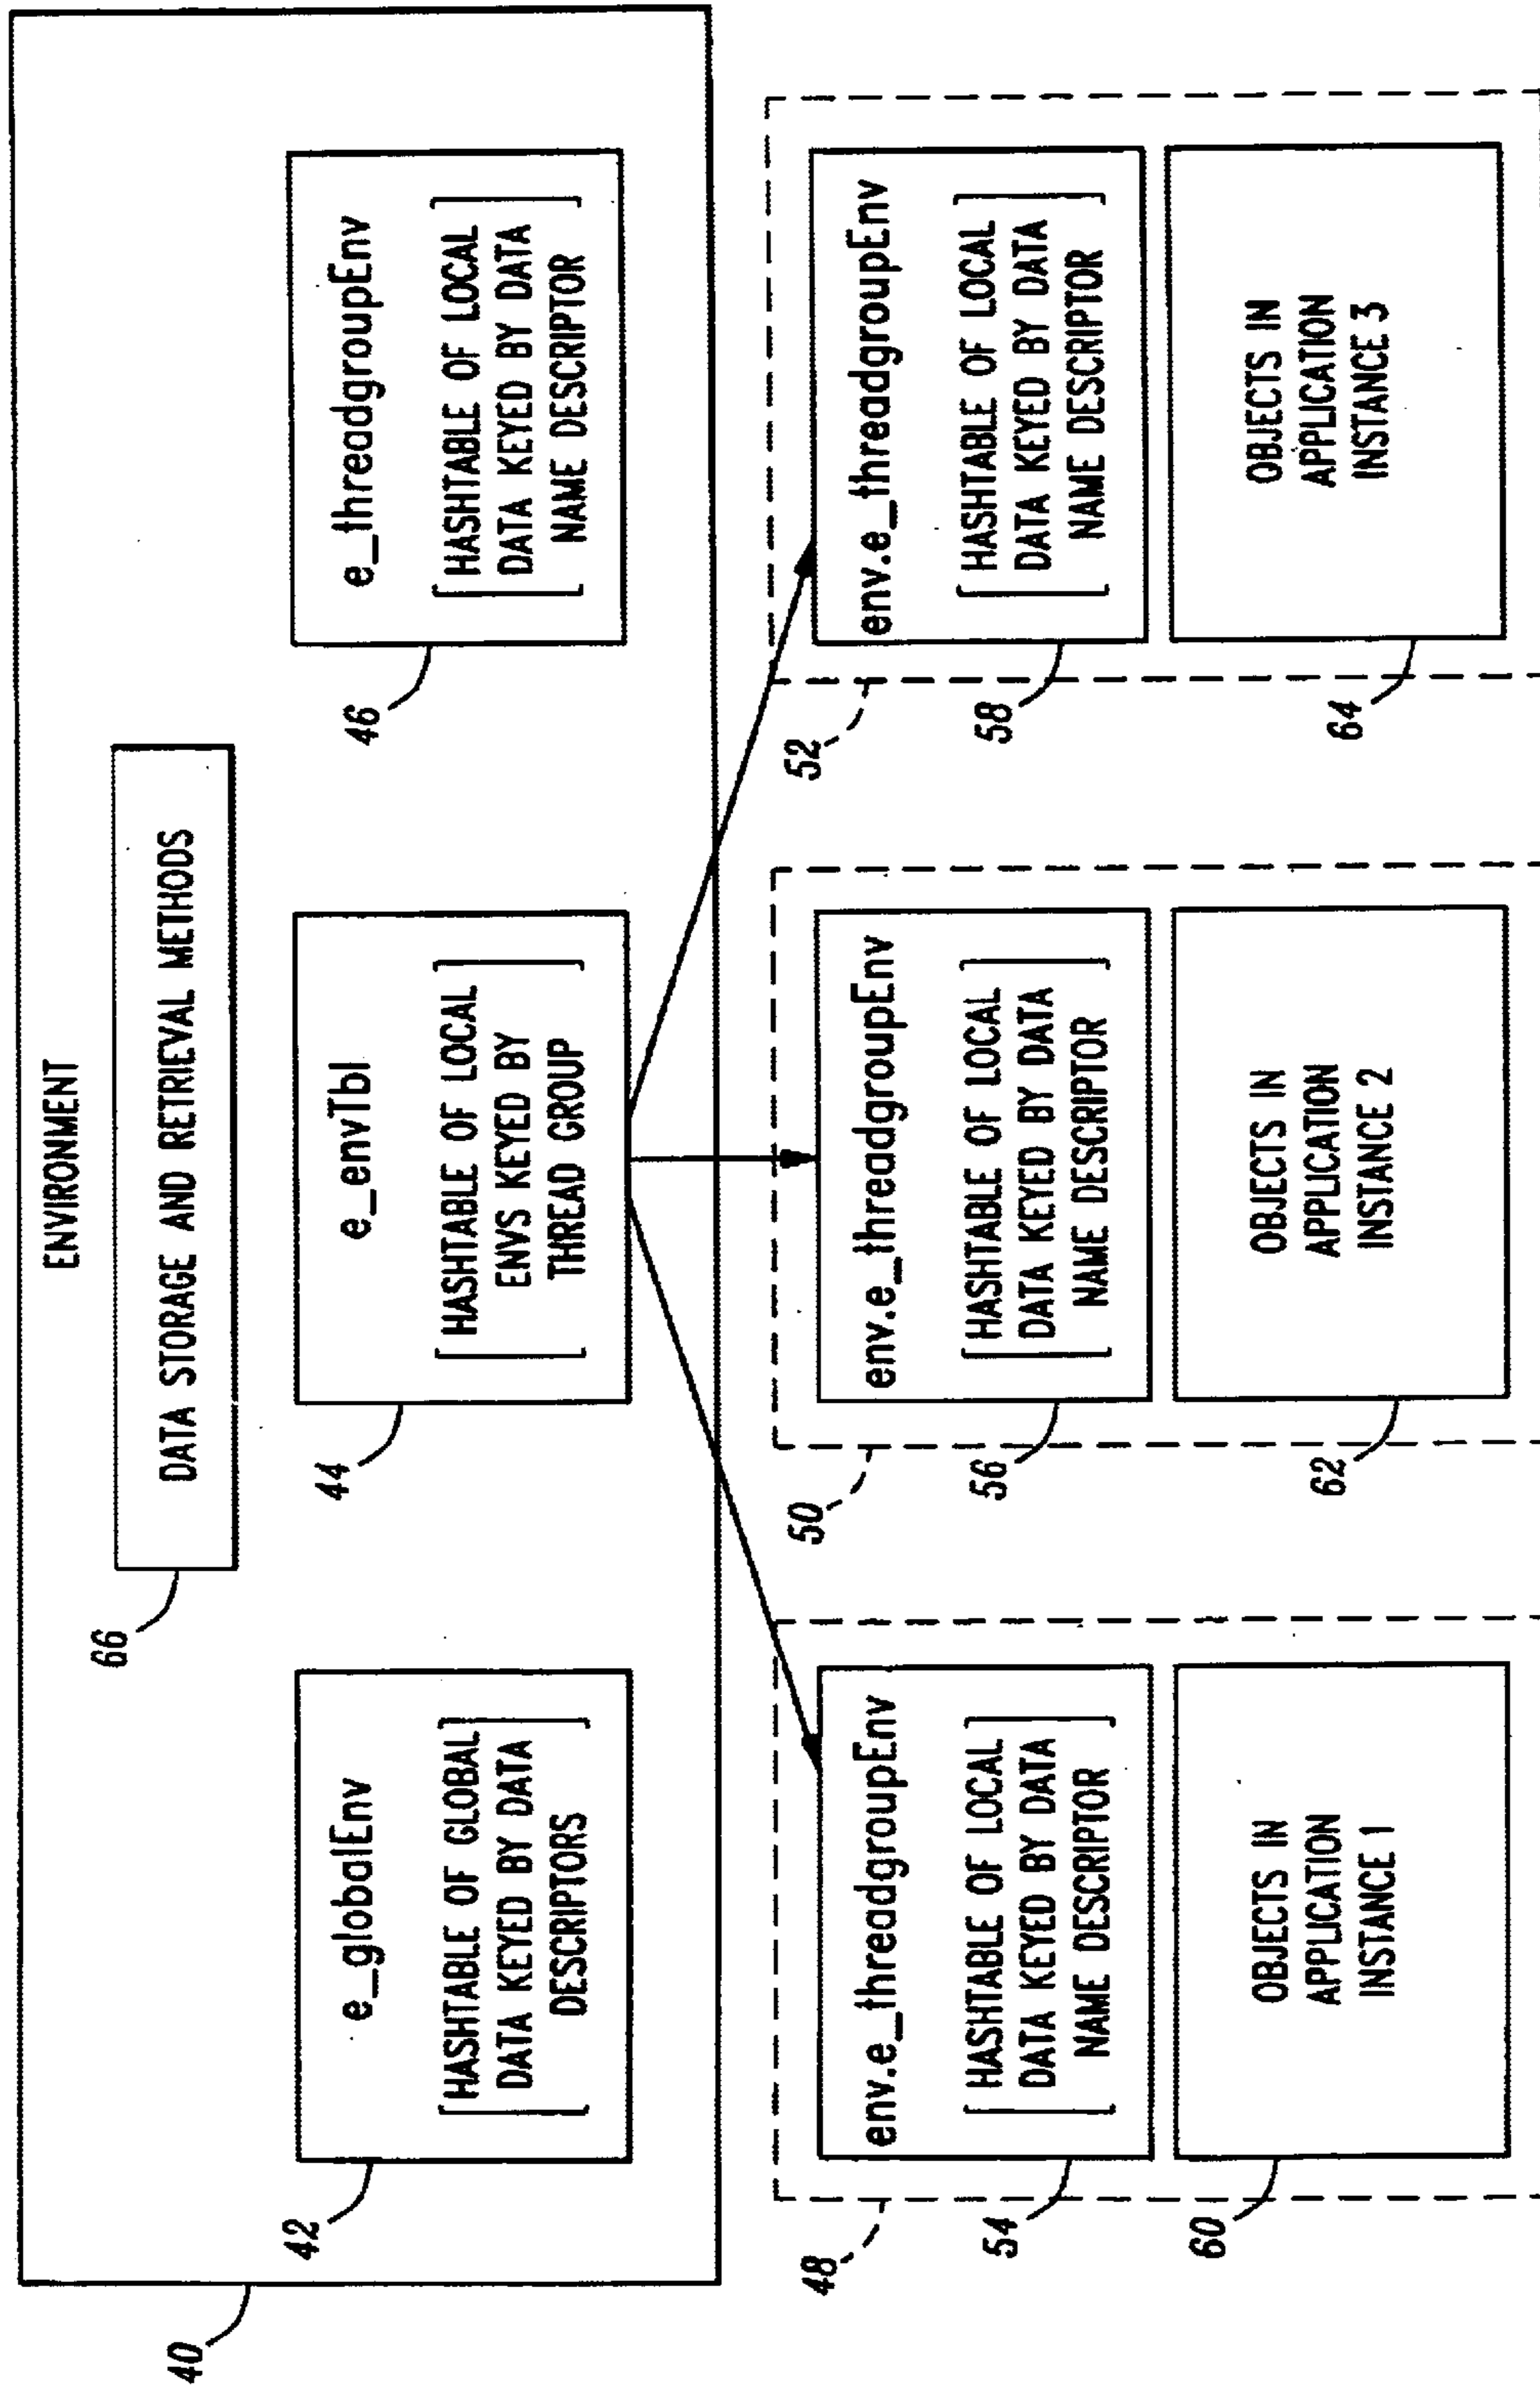 ENVIRONMENT
66
DATA STORAGE AND RETRIEVAL METHODS
40
42
e_globalEnv
[HASHTABLE OF GLOBAL
DATA KEYED BY DATA
DESCRIPTORS]
44
e_envTbl
[HASHTABLE OF LOCAL
ENVS KEYED BY
THREAD GROUP]
46
e_threadgroupEnv
[HASHTABLE OF LOCAL
DATA KEYED BY DATA
NAME DESCRIPTOR]
48
54
env.e_threadgroupEnv
[HASHTABLE OF LOCAL
DATA KEYED BY DATA
NAME DESCRIPTOR]
60
OBJECTS IN
APPLICATION
INSTANCE 1
50
56
env.e_threadgroupEnv
[HASHTABLE OF LOCAL
DATA KEYED BY DATA
NAME DESCRIPTOR]
62
OBJECTS IN
APPLICATION
INSTANCE 2
52
58
env.e_threadgroupEnv
[HASHTABLE OF LOCAL
DATA KEYED BY DATA
NAME DESCRIPTOR]
64
OBJECTS IN
APPLICATION
INSTANCE 3